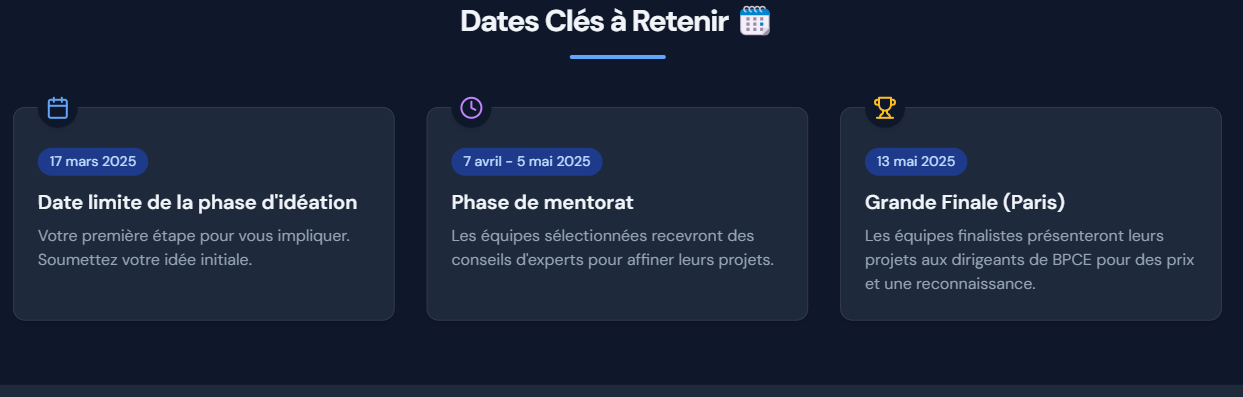 Dates Clés à Retenir
17 mars 2025
Date limite de la phase d'idéation
Votre première étape pour vous impliquer.
Soumettez votre idée initiale.
7 avril - 5 mai 2025
Phase de mentorat
Les équipes sélectionnées recevront des
conseils d'experts pour affiner leurs projets.
13 mai 2025
Grande Finale (Paris)
Les équipes finalistes présenteront leurs
projets aux dirigeants de BPCE pour des prix
et une reconnaissance.